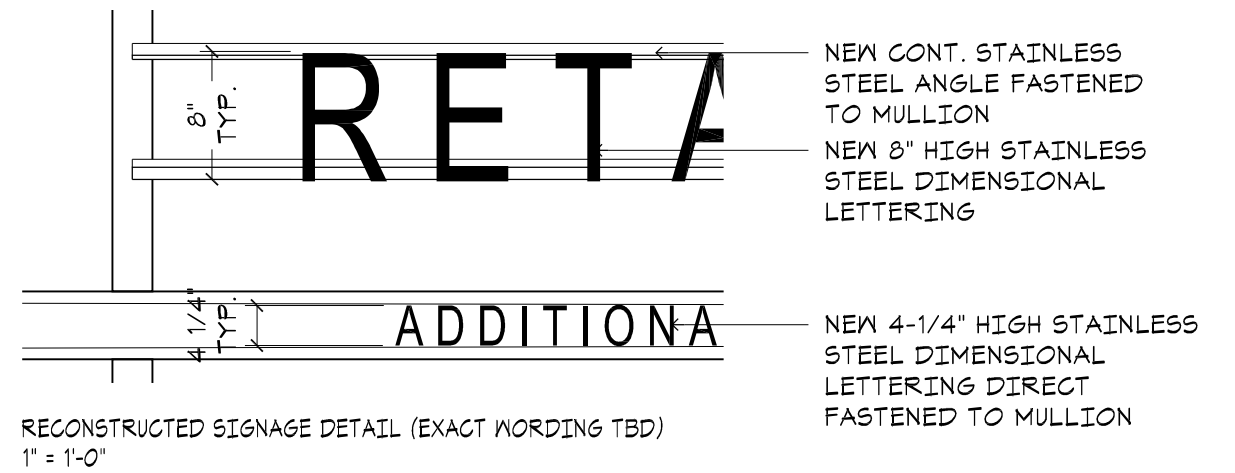 NEW CONT. STAINLESS
STEEL ANGLE FASTENED
TO MULLION
8"
TYP.
RETA
NEW 8" HIGH STAINLESS
STEEL DIMENSIONAL
LETTERING
4 1/4"
TYP.
ADDITIONA
NEW 4-1/4" HIGH STAINLESS
STEEL DIMENSIONAL
LETTERING DIRECT
FASTENED TO MULLION
RECONSTRUCTED SIGNAGE DETAIL (EXACT WORDING TBD)
1" = 1'-0"